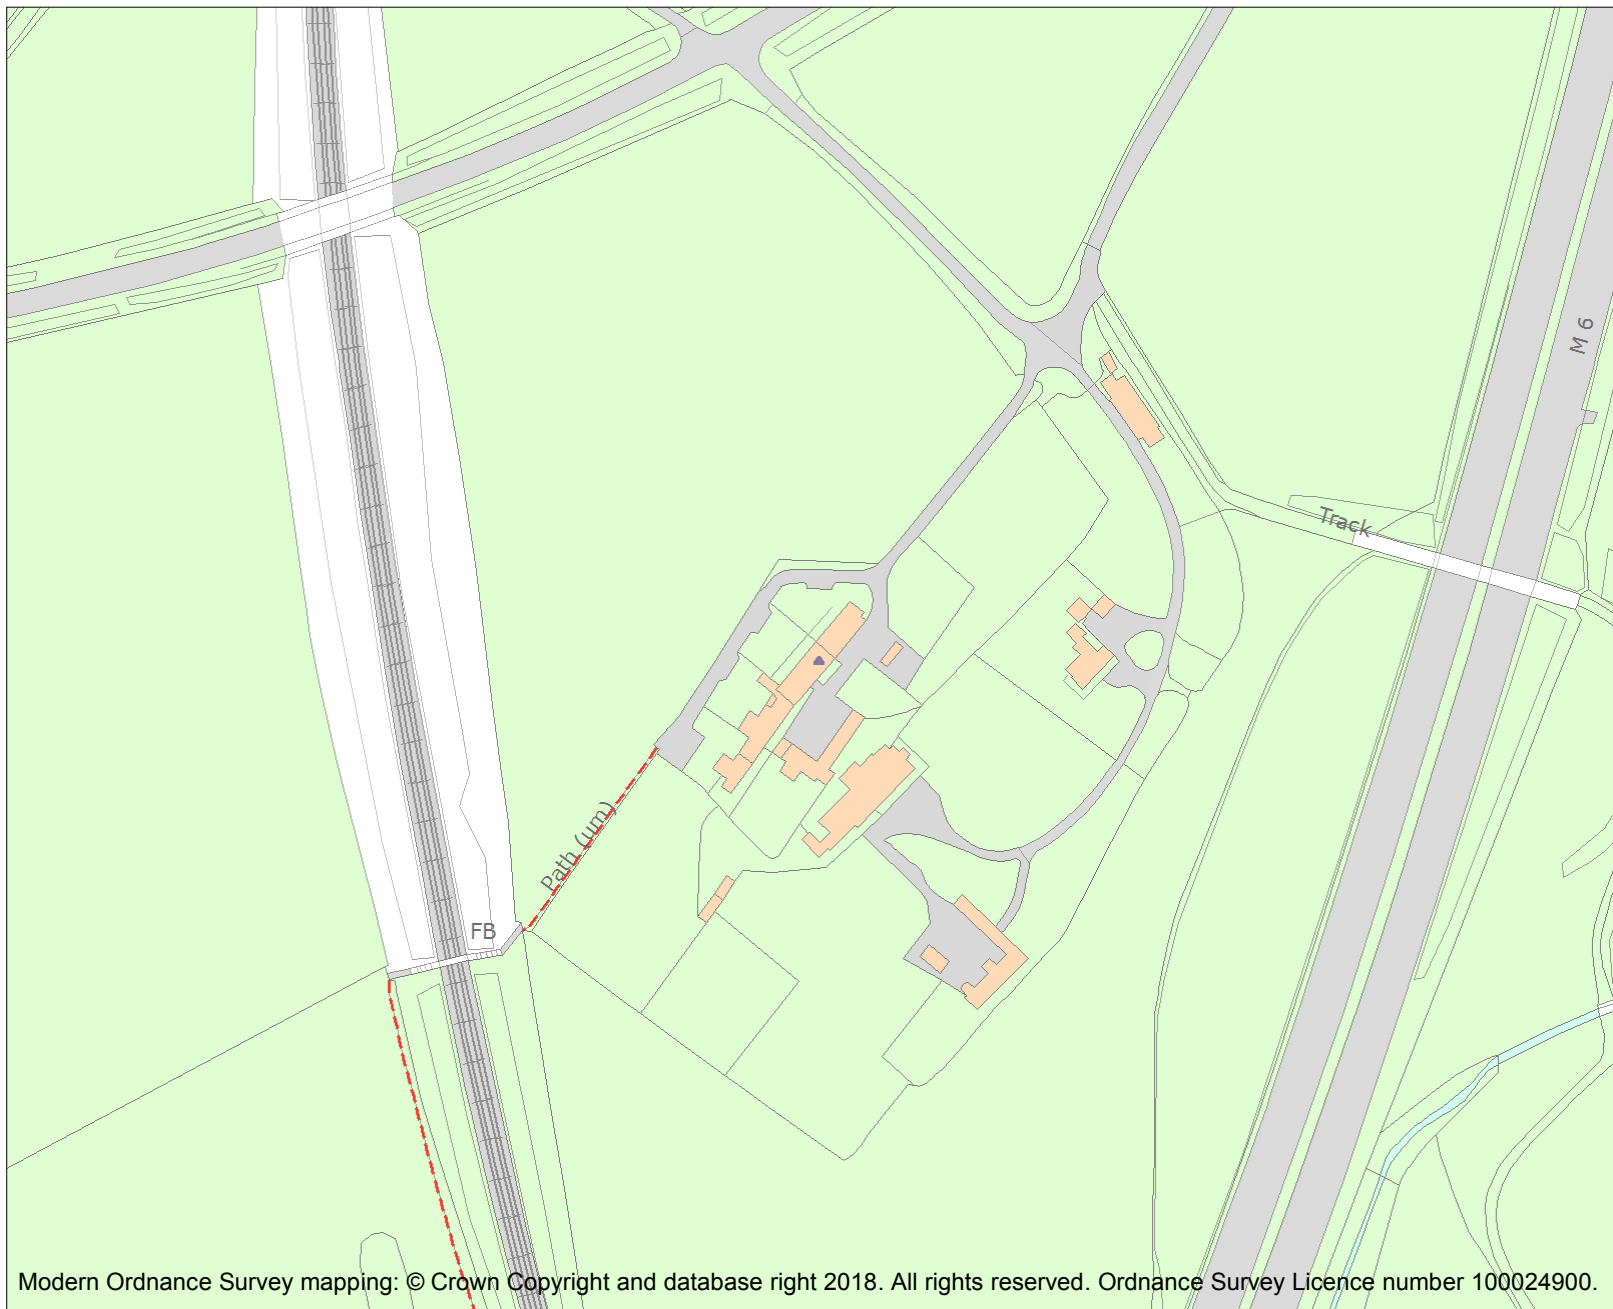 M 6
Track
Path (um)
FB
Modern Ordnance Survey mapping: © Crown Copyright and database right 2018. All rights reserved. Ordnance Survey Licence number 100024900.